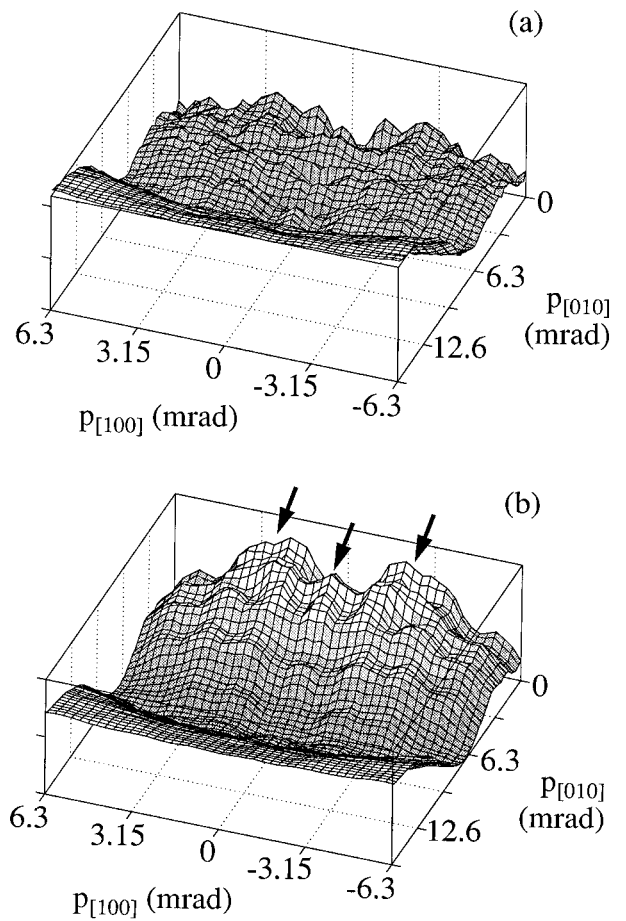 (a)
0
6.3
12.6
p[010]
(mrad)
6.3
3.15
0
-3.15
-6.3
p[100] (mrad)
(b)
0
6.3
12.6
p[010]
(mrad)
6.3
3.15
0
-3.15
-6.3
p[100] (mrad)